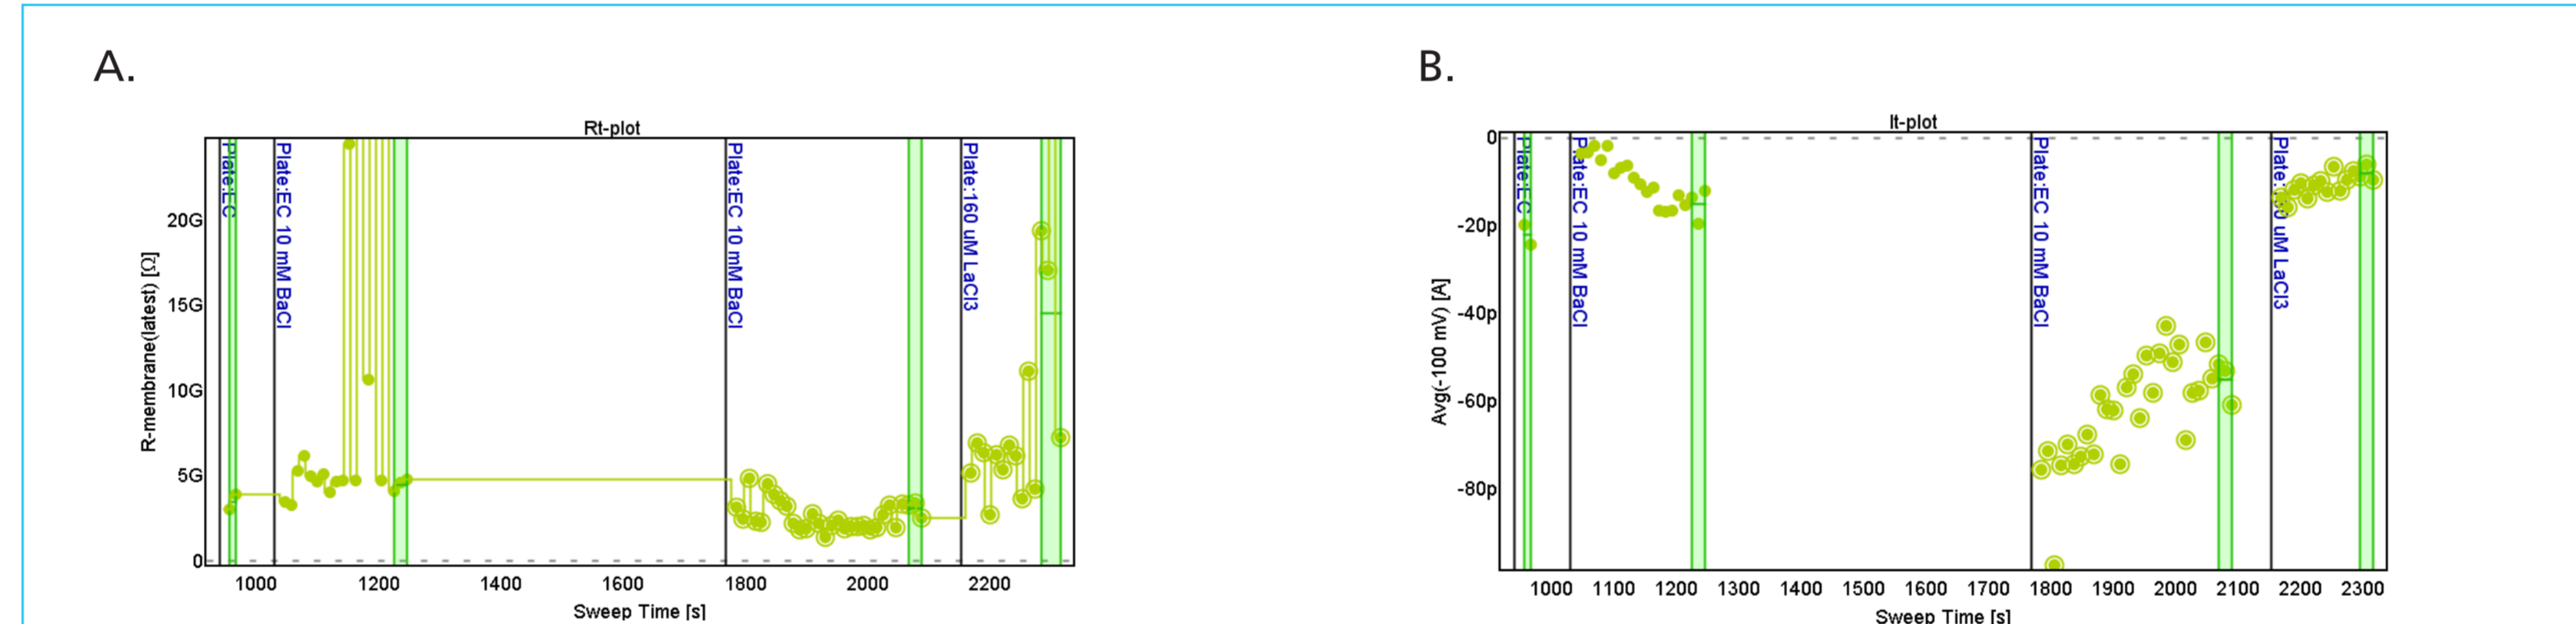 A.
Rt-plot
R-membrane(latest) [Ω]
20G
15G
10G
5G
0
Plate:EC
Plate:EC 10 mM BaCl
Plate:EC 10 mM BaCl
Plate:160 uM LaCl3
1000 1200 1400 1600 1800 2000 2200
Sweep Time [s]
B.
It-plot
Avg(-100 mV) [A]
0
-20p
-40p
-60p
-80p
Plate:EC
Plate:EC 10 mM BaCl
Plate:EC 10 mM BaCl
Plate:160 uM LaCl3
1000 1100 1200 1300 1400 1500 1600 1700 1800 1900 2000 2100 2200 2300
Sweep Time [s]